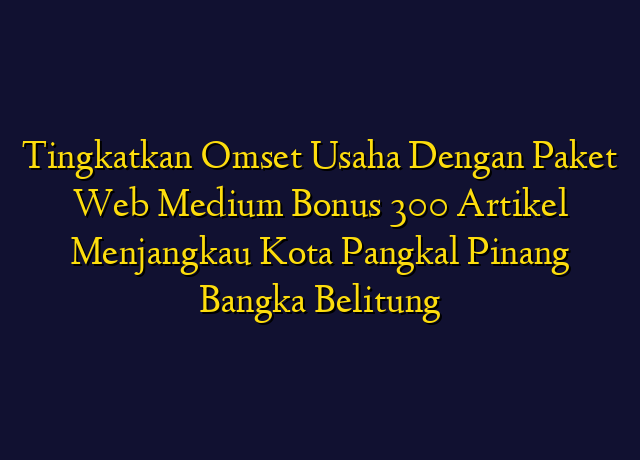 Tingkatkan Omset Usaha Dengan Paket
Web Medium Bonus 300 Artikel
Menjangkau Kota Pangkal Pinang
Bangka Belitung